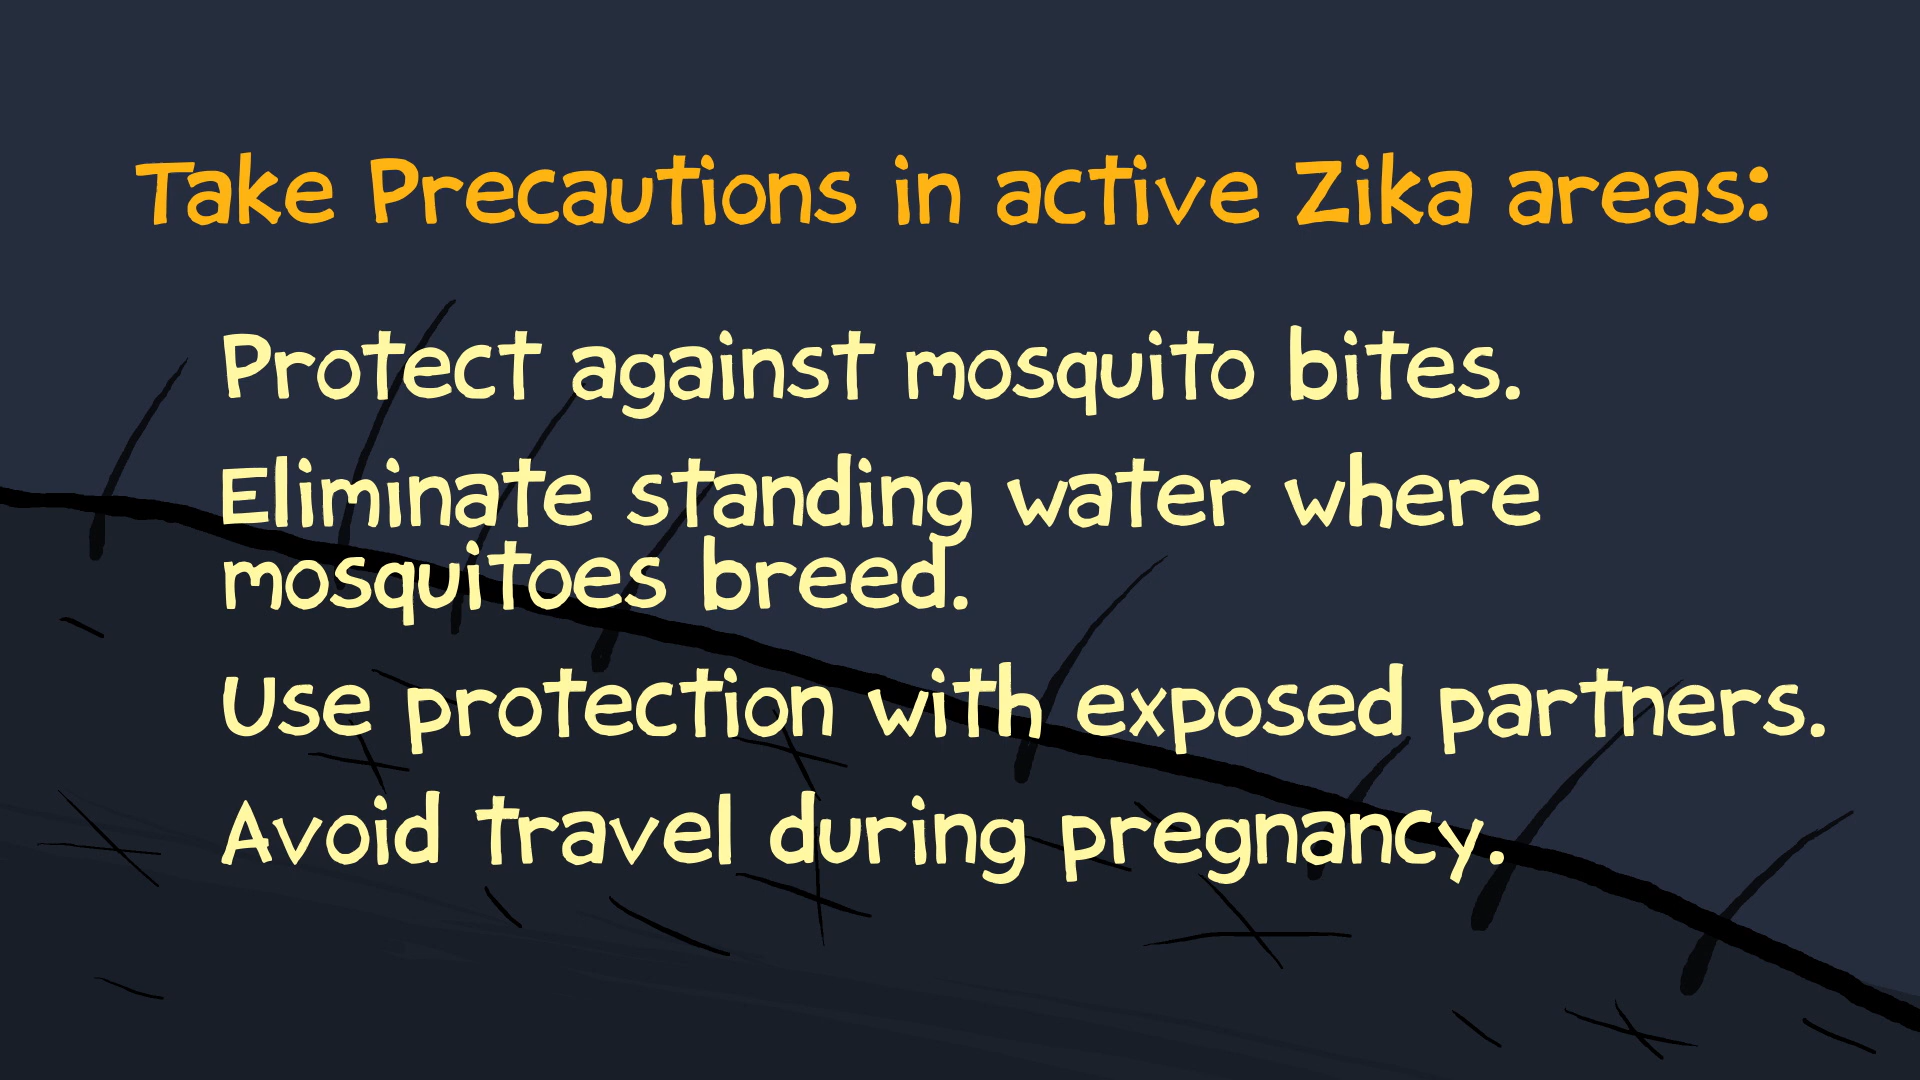 Take Precautions in active Zika areas:
Protect against mosquito bites.
Eliminate standing water where
mosquitoes breed.
Use protection with exposed partners.
Avoid travel during pregnancy.